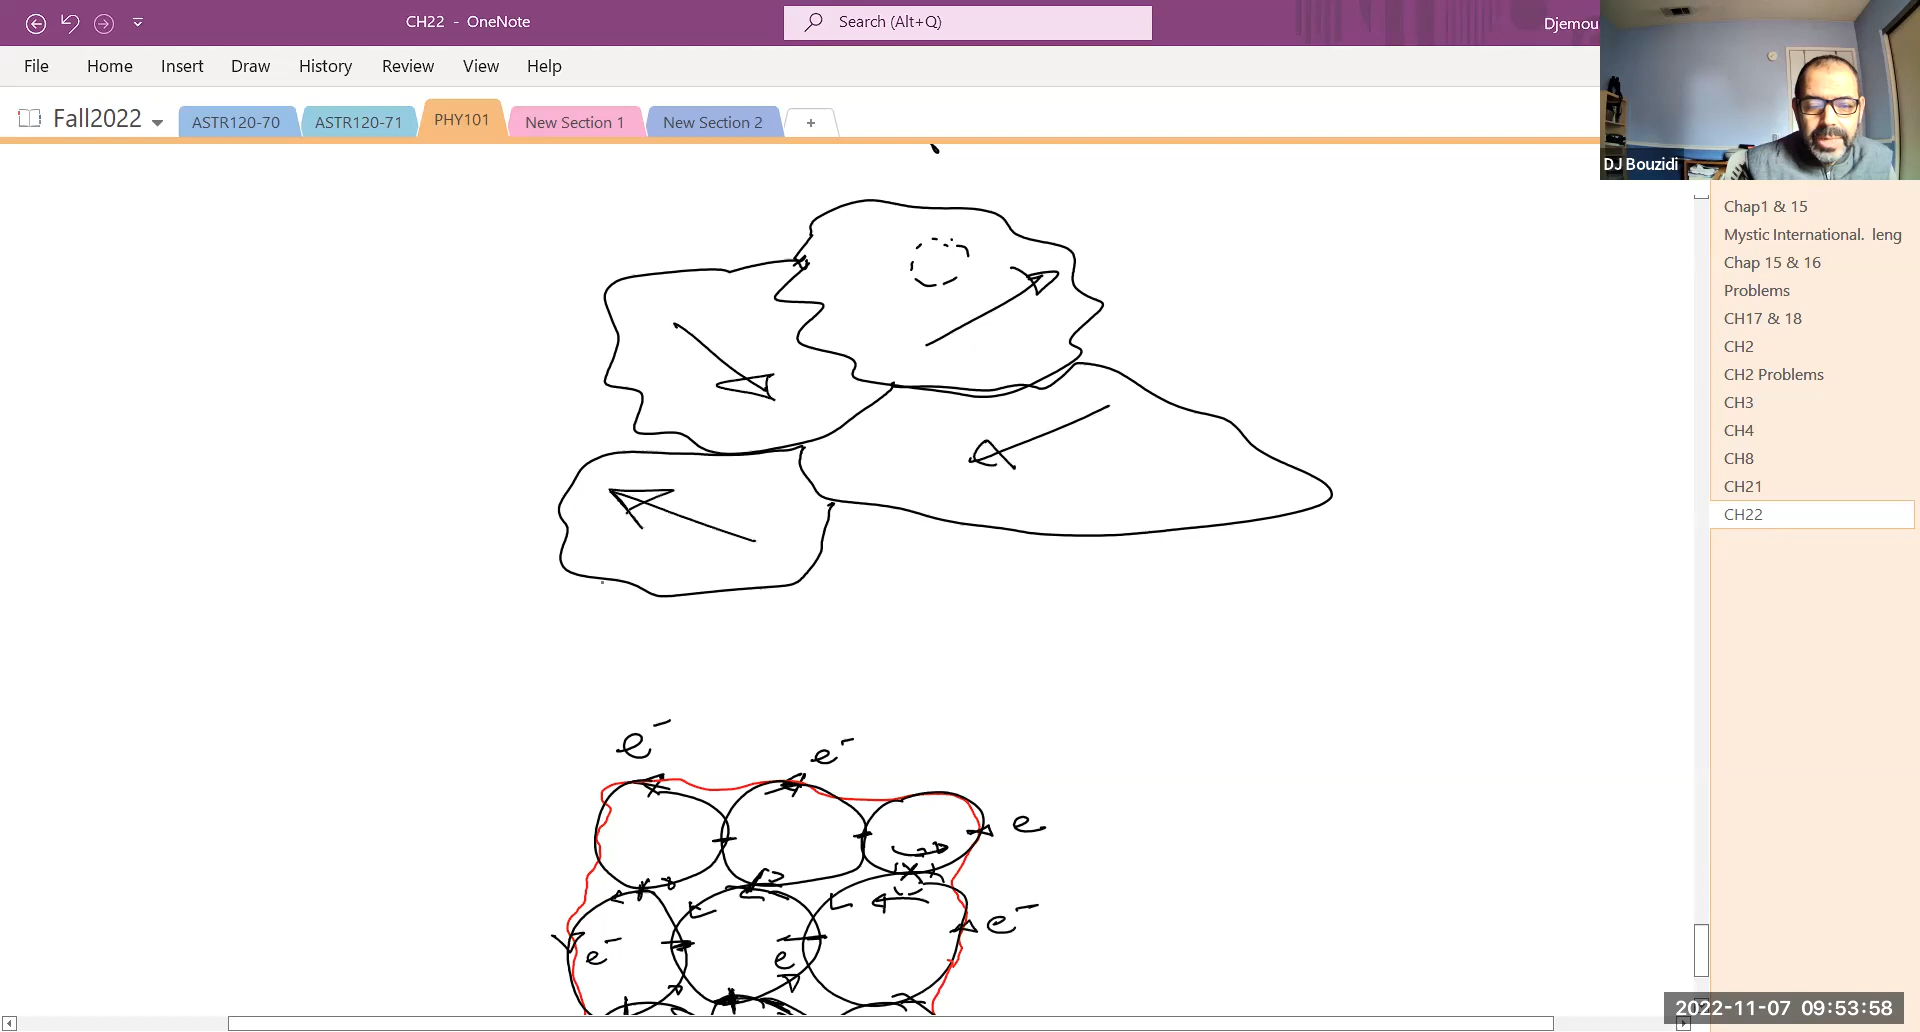 CH22 - OneNote
Search (Alt+Q)
Djemou
File Home Insert Draw History Review View Help
Fall2022
ASTR120-70
ASTR120-71
PHY101
New Section 1
New Section 2
+
DJ Bouzidi
Chap1 & 15
Mystic International. leng
Chap 15 & 16
Problems
CH17 & 18
CH2
CH2 Problems
CH3
CH4
CH8
CH21
CH22
e⁻
e⁻
e
e⁻
e⁻
e
2022-11-07 09:53:58